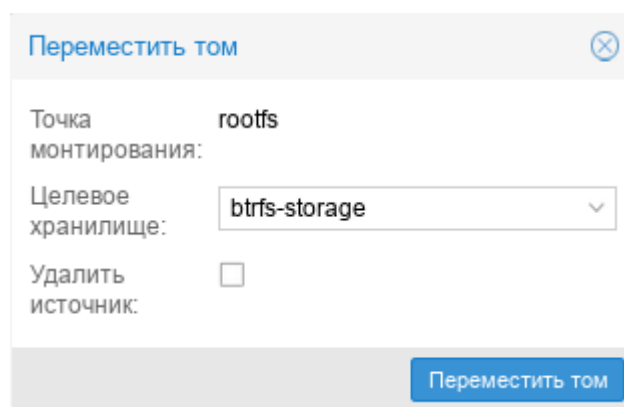 Переместить том
Точка
монтирования:
rootfs
Целевое
хранилище:
btrfs-storage
Удалить
источник:
Переместить том